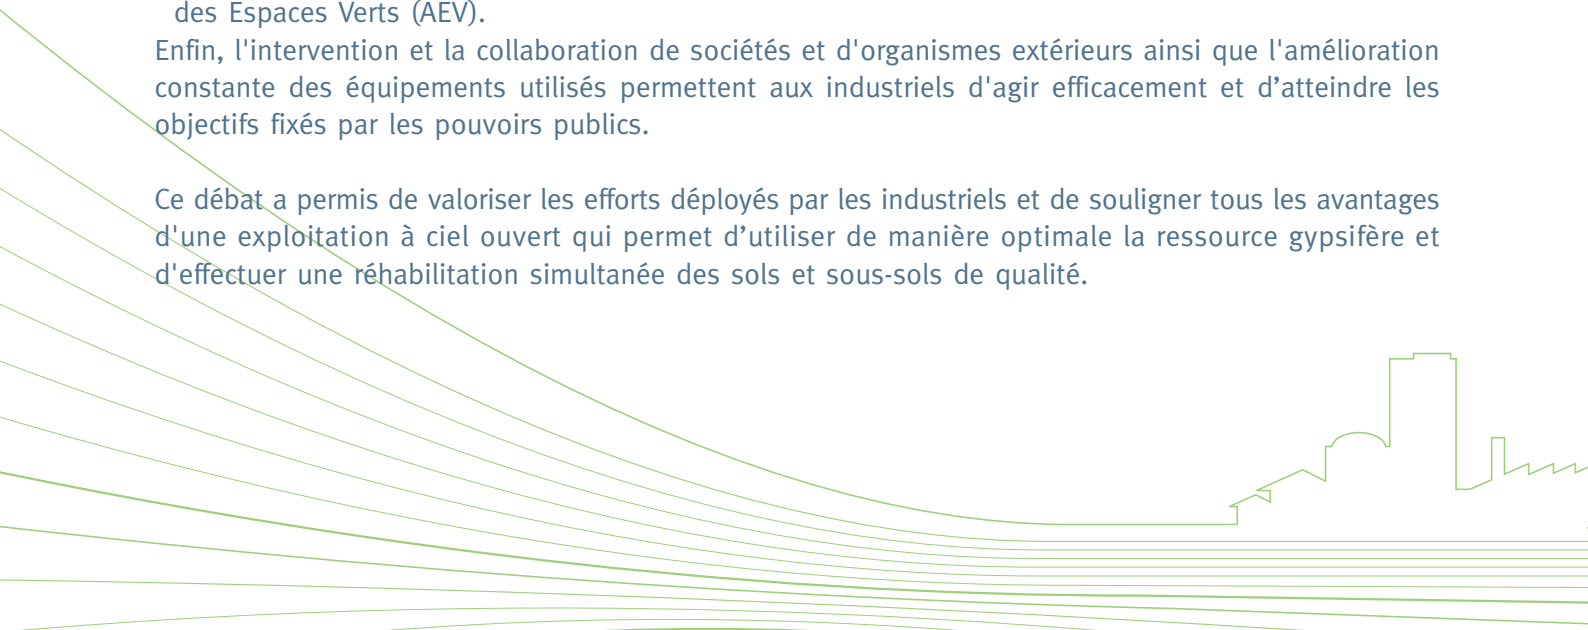 des Espaces Verts (AEV).
Enfin, l'intervention et la collaboration de sociétés et d'organismes extérieurs ainsi que l'amélioration
constante des équipements utilisés permettent aux industriels d'agir efficacement et d’atteindre les
objectifs fixés par les pouvoirs publics.
Ce débat a permis de valoriser les efforts déployés par les industriels et de souligner tous les avantages
d'une exploitation à ciel ouvert qui permet d’utiliser de manière optimale la ressource gypsifère et
d'effectuer une réhabilitation simultanée des sols et sous-sols de qualité.